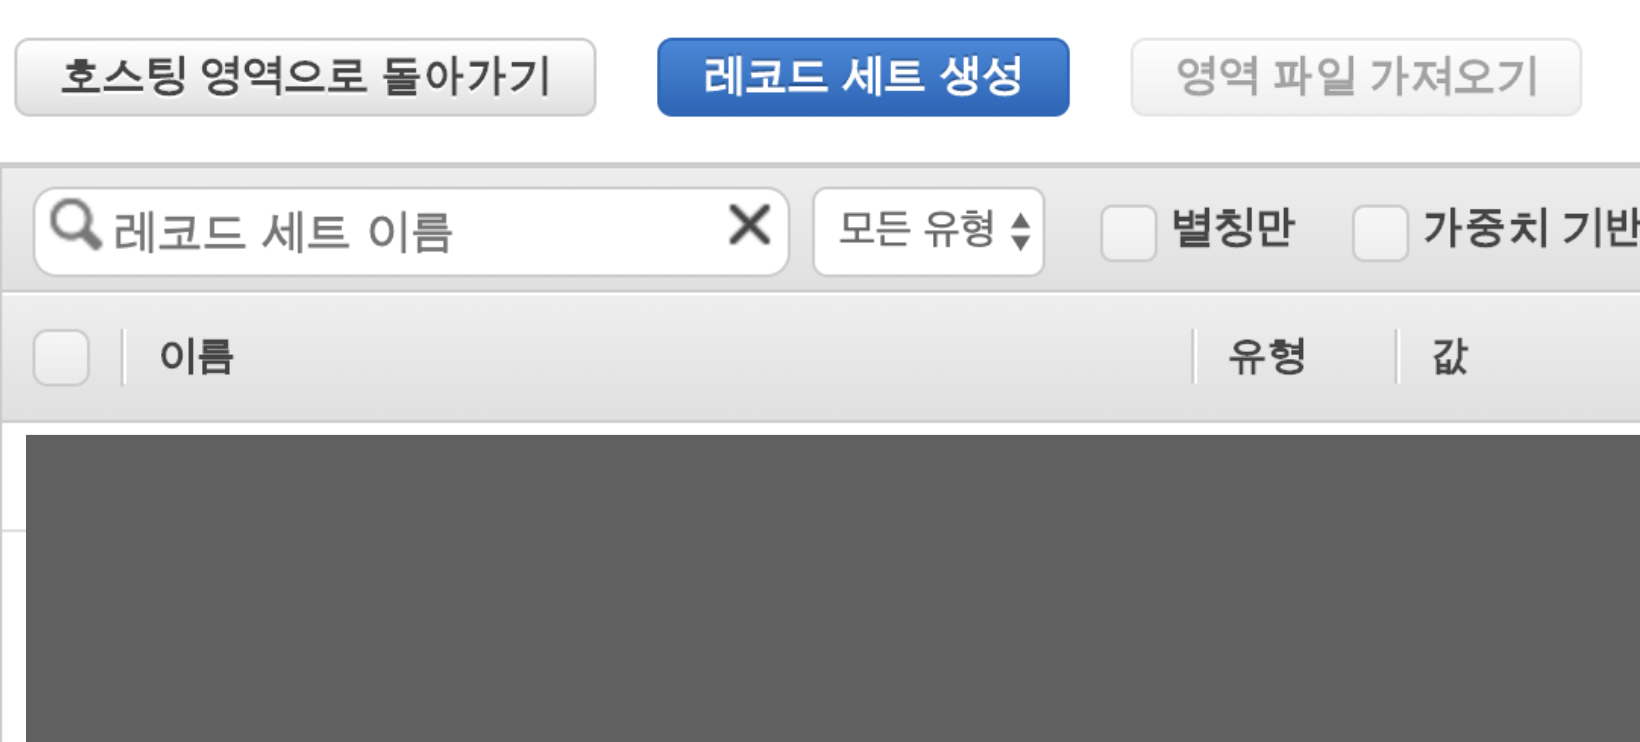 호스팅 영역으로 돌아가기 레코드 세트 생성 영역 파일 가져오기
레코드 세트 이름 모든 유형 별칭만 가중치 기반
이름 유형 값